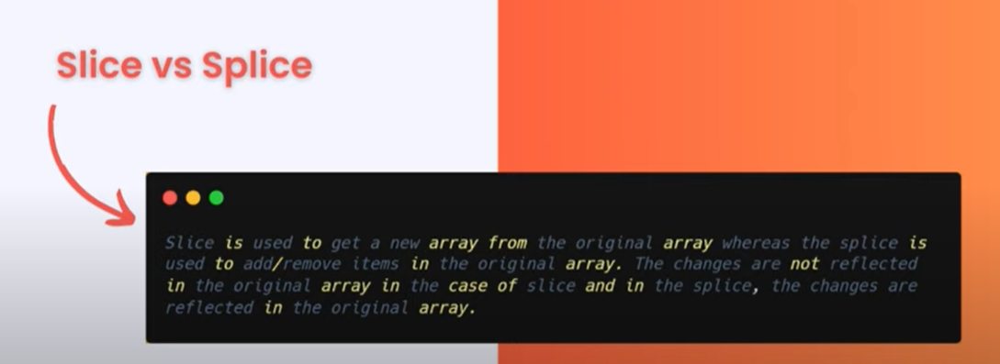 Slice vs Splice
Slice is used to get a new array from the original array whereas the splice is
used to add/remove items in the original array. The changes are not reflected
in the original array in the case of slice and in the splice, the changes are
reflected in the original array.